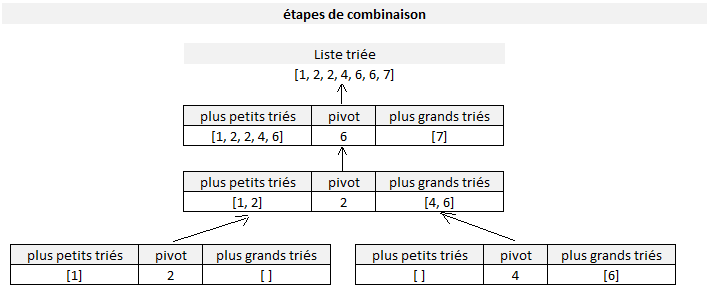 étapes de combinaison
Liste triée
[1, 2, 2, 4, 6, 6, 7]
plus petits triés pivot plus grands triés
[1, 2, 2, 4, 6] 6 [7]
plus petits triés pivot plus grands triés
[1, 2] 2 [4, 6]
plus petits triés pivot plus grands triés plus petits triés pivot plus grands triés
[1] 2 [ ] [ ] 4 [6]